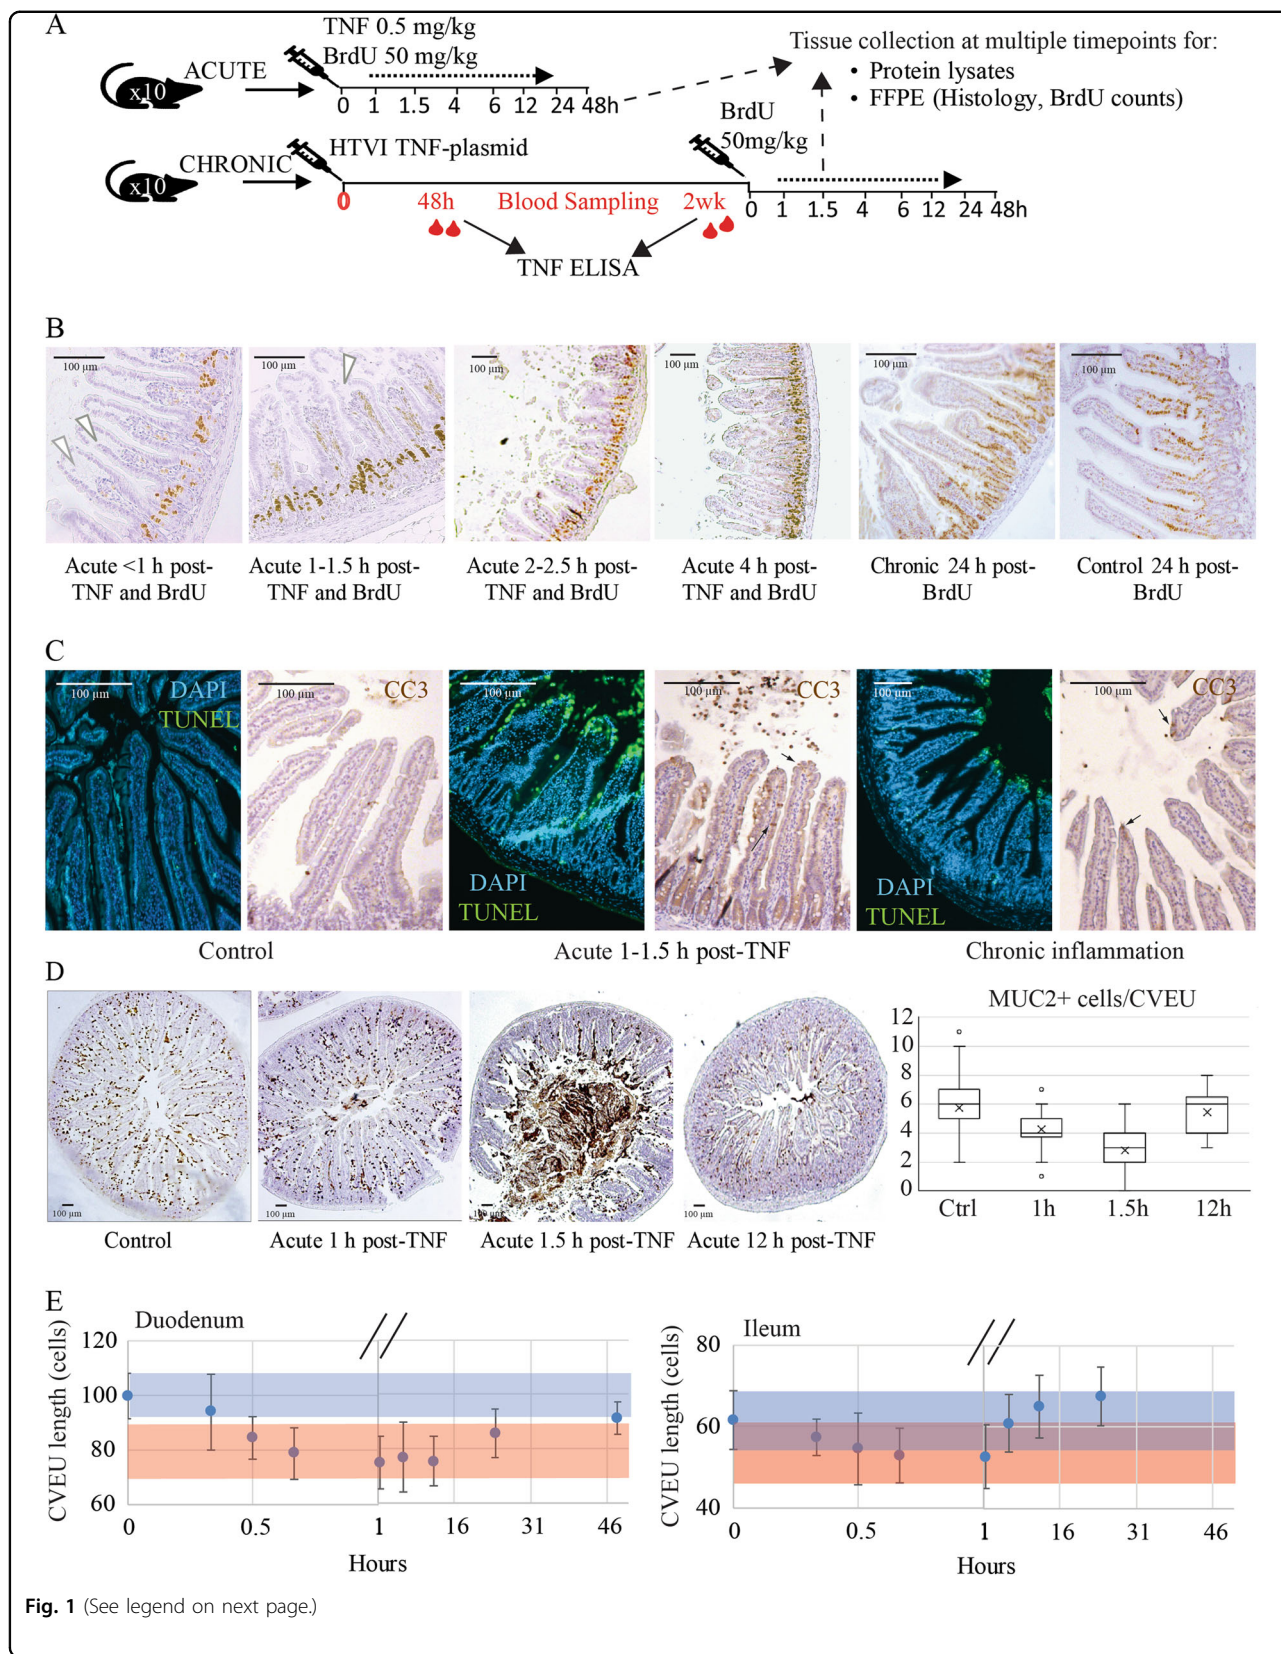 A
TNF 0.5 mg/kg
BrdU 50 mg/kg
ACUTE
x10
0 1 1.5 4 6 12 24 48h
Tissue collection at multiple timepoints for:
• Protein lysates
• FFPE (Histology, BrdU counts)
BrdU
50mg/kg
HTVI TNF-plasmid
CHRONIC
x10
0 48h Blood Sampling 2wk
0 1 1.5 4 6 12 24 48h
TNF ELISA
B
100 µm
100 µm
100 µm
100 µm
100 µm
100 µm
Acute <1 h post-
TNF and BrdU
Acute 1-1.5 h post-
TNF and BrdU
Acute 2-2.5 h post-
TNF and BrdU
Acute 4 h post-
TNF and BrdU
Chronic 24 h post-
BrdU
Control 24 h post-
BrdU
C
100 µm
DAPI
TUNEL
100 µm
CC3
100 µm
DAPI
TUNEL
100 µm
CC3
100 µm
DAPI
TUNEL
100 µm
CC3
Control
Acute 1-1.5 h post-TNF
Chronic inflammation
D
100 µm
100 µm
100 µm
100 µm
Control
Acute 1 h post-TNF
Acute 1.5 h post-TNF
Acute 12 h post-TNF
MUC2+ cells/CVEU
12
10
8
6
4
2
0
Ctrl 1h 1.5h 12h
E
Duodenum
CVEU length (cells)
120
100
80
60
0 0.5 1 16 31 46
Hours
Ileum
CVEU length (cells)
80
60
40
0 0.5 1 16 31 46
Hours
Fig. 1 (See legend on next page.)